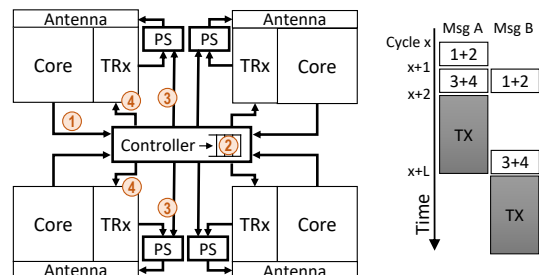 Antenna
PS
PS
Antenna
Core
TRx
TRx
Core
4
3
1
Controller
2
4
3
Core
TRx
TRx
Core
PS
PS
Antenna
Antenna
Msg A
Msg B
Cycle x
1+2
x+1
3+4
1+2
x+2
TX
3+4
x+L
TX
Time